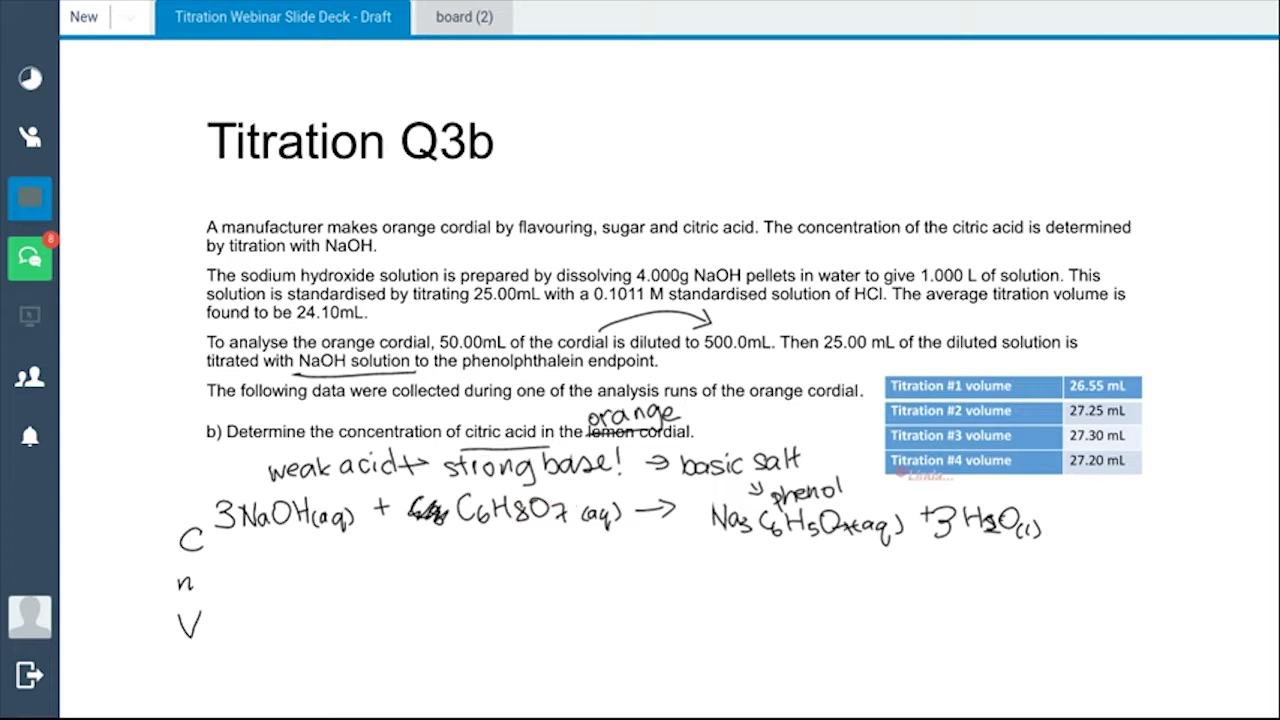 New
Titration Webinar Slide Deck - Draft
board (2)
8
Titration Q3b
A manufacturer makes orange cordial by flavouring, sugar and citric acid. The concentration of the citric acid is determined
by titration with NaOH.
The sodium hydroxide solution is prepared by dissolving 4.000g NaOH pellets in water to give 1.000 L of solution. This
solution is standardised by titrating 25.00mL with a 0.1011 M standardised solution of HCl. The average titration volume is
found to be 24.10mL.
To analyse the orange cordial, 50.00mL of the cordial is diluted to 500.0mL. Then 25.00 mL of the diluted solution is
titrated with NaOH solution to the phenolphthalein endpoint.
The following data were collected during one of the analysis runs of the orange cordial.
Titration #1 volume 26.55 mL
Titration #2 volume 27.25 mL
Titration #3 volume 27.30 mL
Titration #4 volume 27.20 mL
Linda...
orange
b) Determine the concentration of citric acid in the lemon cordial.
weak acid + strong base! → basic salt
↓ phenol
3NaOH(aq) + C6H8O7 (aq) → Na3C6H5O7(aq) + 3H2O(l)
C
n
V